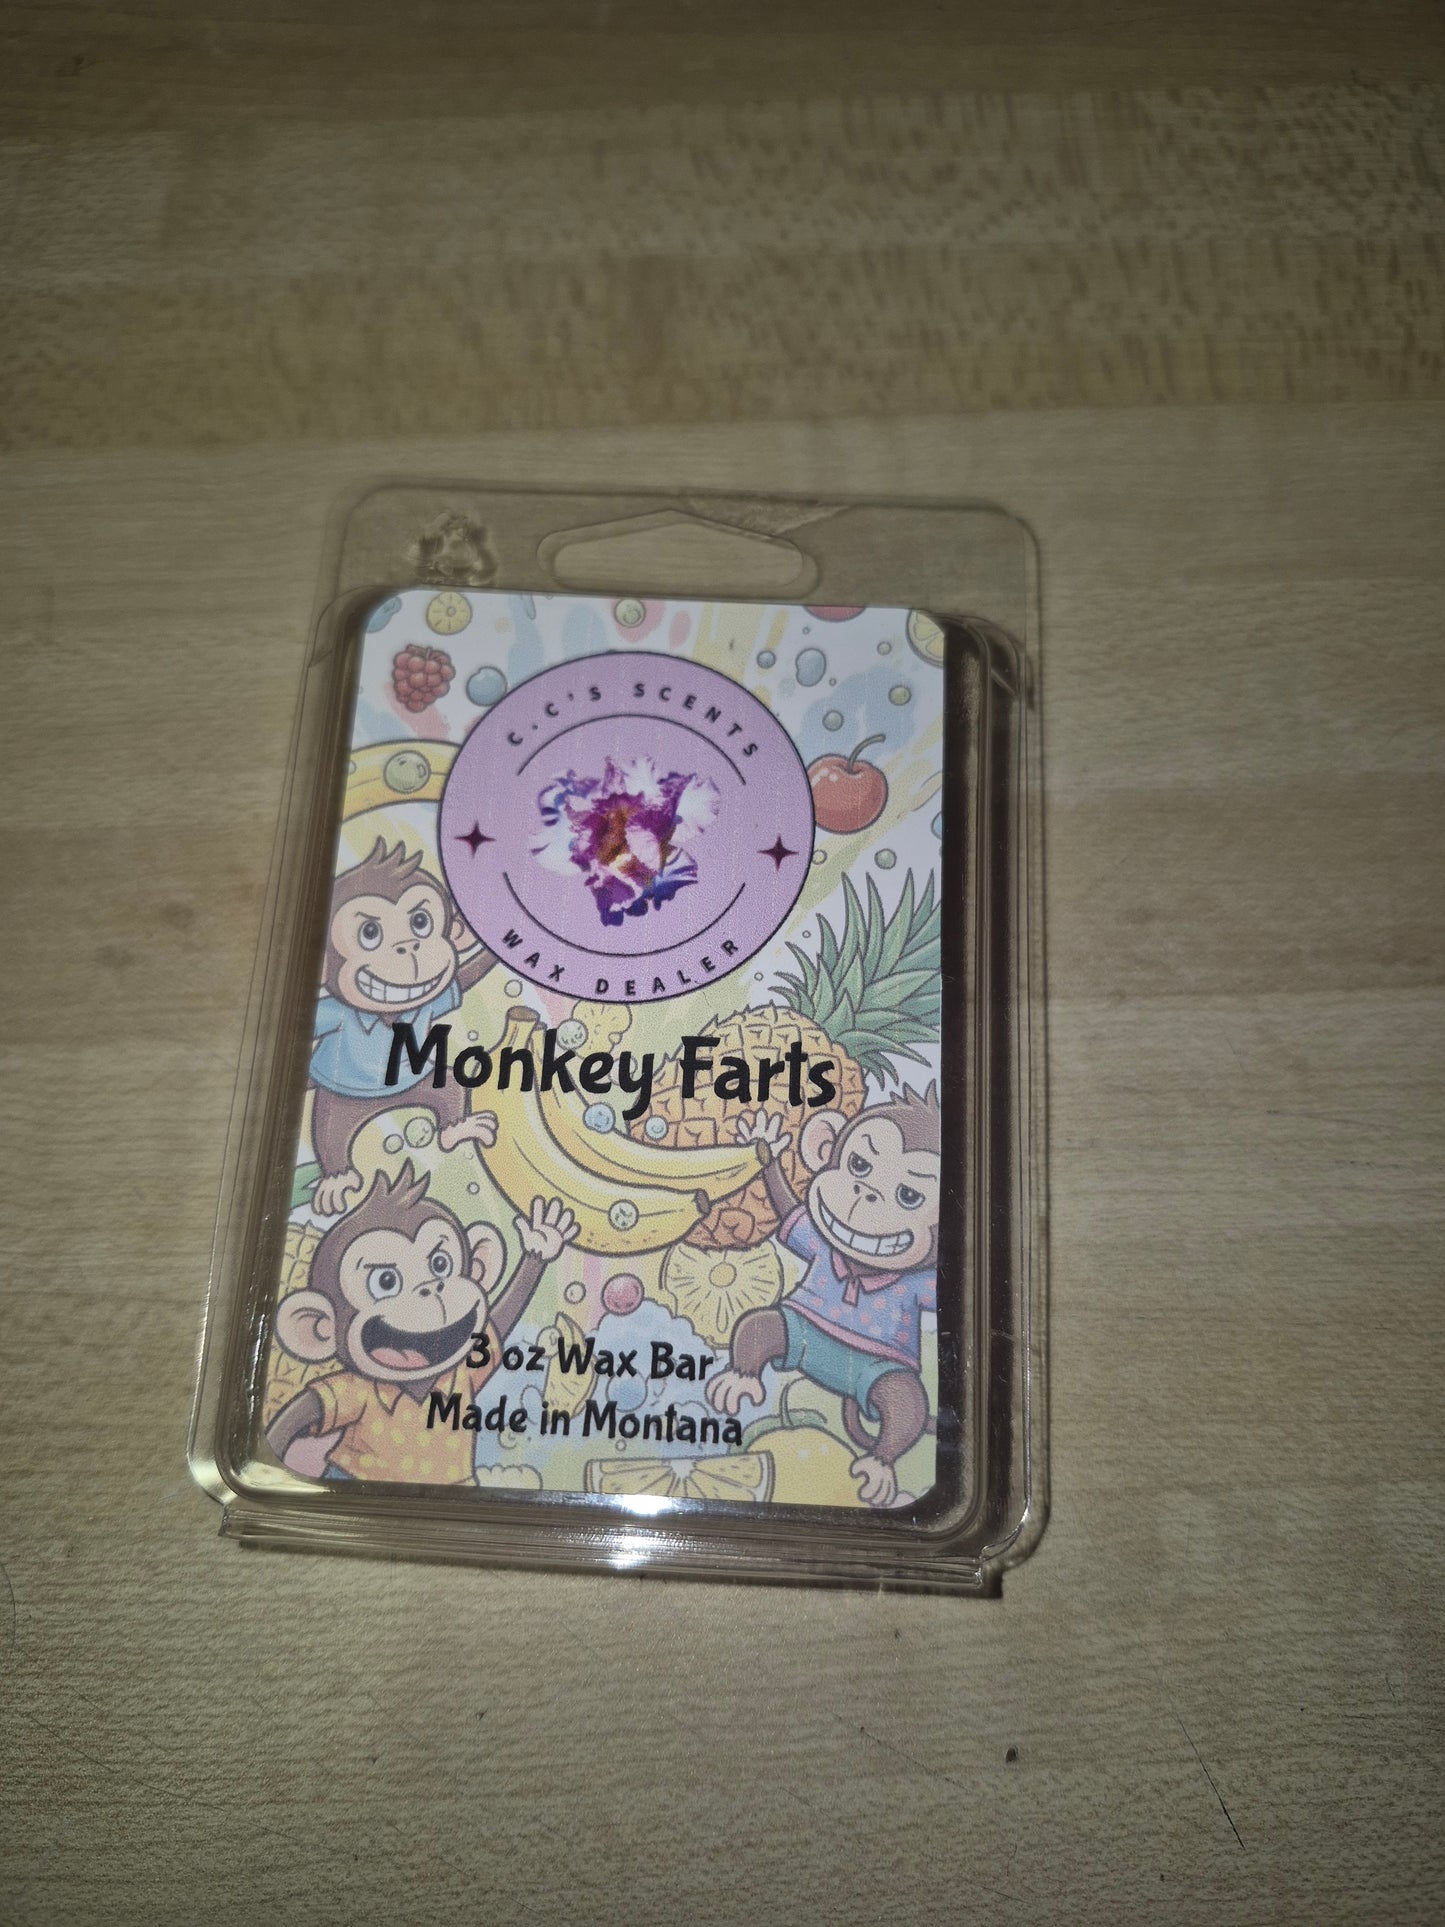 C.C'S SCENTS
WAX DEALER
Monkey Farts
3 oz Wax Bar
Made in Montana